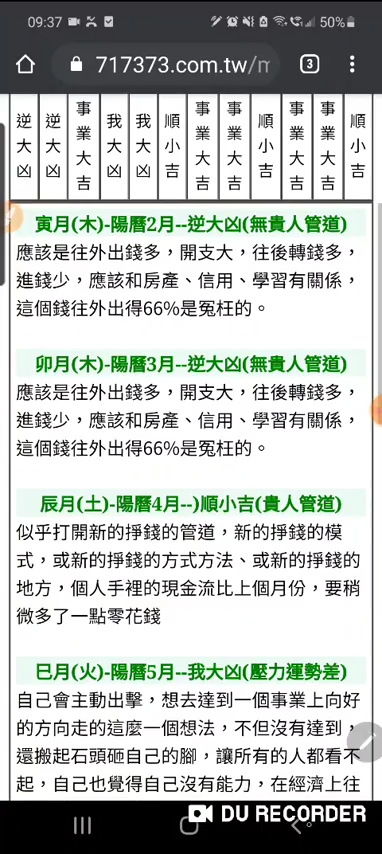 09:37
50%
717373.com.tw/m
3
逆大凶
逆大凶
事業大吉
我大凶
我大凶
順小吉
事業大吉
事業大吉
順小吉
事業大吉
事業大吉
順小吉
寅月(木)-陽曆2月--逆大凶(無貴人管道)
應該是往外出錢多，開支大，往後轉錢多，
進錢少，應該和房產、信用、學習有關係，
這個錢往外出得66%是冤枉的。
卯月(木)-陽曆3月--逆大凶(無貴人管道)
應該是往外出錢多，開支大，往後轉錢多，
進錢少，應該和房產、信用、學習有關係，
這個錢往外出得66%是冤枉的。
辰月(土)-陽曆4月--)順小吉(貴人管道)
似乎打開新的掙錢的管道，新的掙錢的模
式，或新的掙錢的方式方法、或新的掙錢的
地方，個人手裡的現金流比上個月份，要稍
微多了一點零花錢
巳月(火)-陽曆5月--我大凶(壓力運勢差)
自己會主動出擊，想去達到一個事業上向好
的方向走的這麼一個想法，不但沒有達到，
還搬起石頭砸自己的腳，讓所有的人都看不
起，自己也覺得自己沒有能力，在經濟上往
DU RECORDER